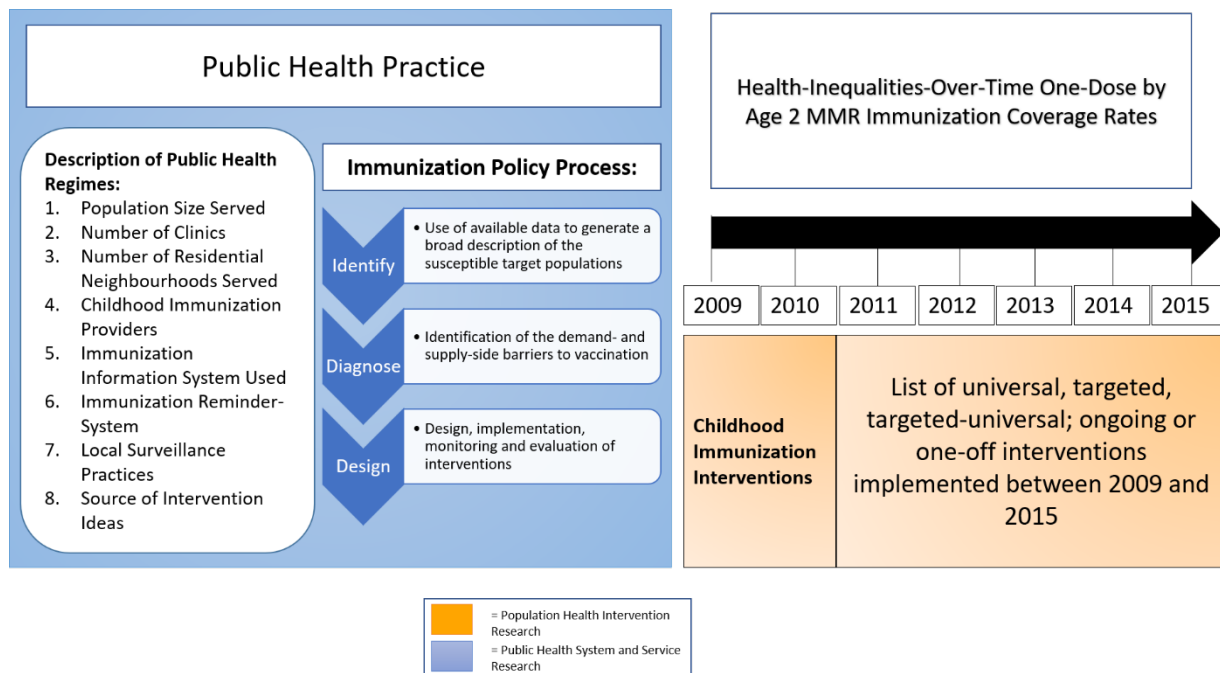 Public Health Practice
Description of Public Health
Regimes:
1. Population Size Served
2. Number of Clinics
3. Number of Residential
Neighbourhoods Served
4. Childhood Immunization
Providers
5. Immunization
Information System Used
6. Immunization Reminder-
System
7. Local Surveillance
Practices
8. Source of Intervention
Ideas
Immunization Policy Process:
Identify
• Use of available data to generate a
broad description of the
susceptible target populations
Diagnose
• Identification of the demand- and
supply-side barriers to vaccination
Design
• Design, implementation,
monitoring and evaluation of
interventions
Health-Inequalities-Over-Time One-Dose by
Age 2 MMR Immunization Coverage Rates
2009 2010 2011 2012 2013 2014 2015
Childhood
Immunization
Interventions
List of universal, targeted,
targeted-universal; ongoing or
one-off interventions
implemented between 2009 and
2015
= Population Health Intervention
Research
= Public Health System and Service
Research